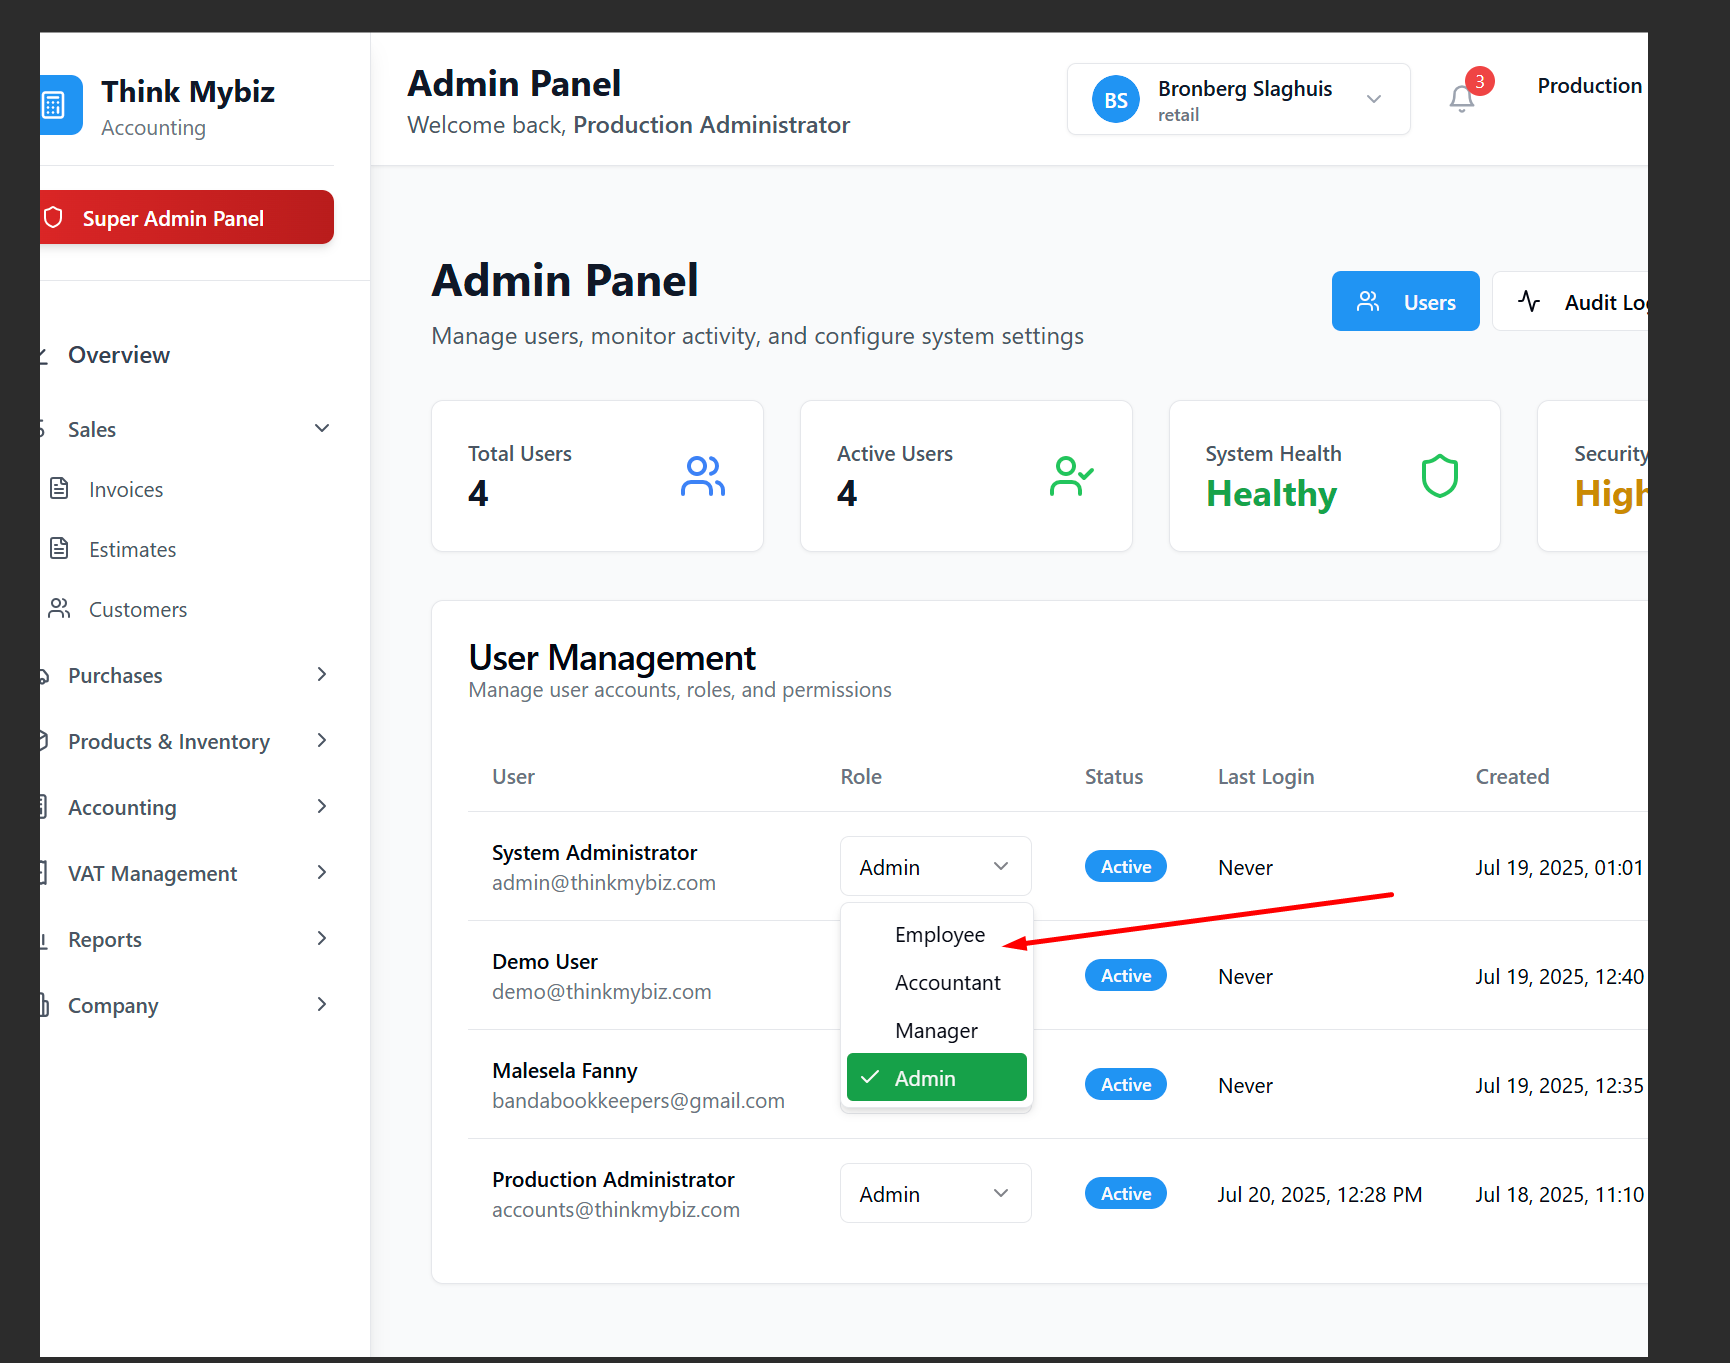 Think Mybiz
Accounting
Super Admin Panel
Overview
Sales
Invoices
Estimates
Customers
Purchases
Products & Inventory
Accounting
VAT Management
Reports
Company
Admin Panel
Welcome back, Production Administrator
BS
Bronberg Slaghuis
retail
3
Production
Admin Panel
Manage users, monitor activity, and configure system settings
Users
Audit Log
Total Users
4
Active Users
4
System Health
Healthy
Security
High
User Management
Manage user accounts, roles, and permissions
User Role Status Last Login Created
System Administrator
admin@thinkmybiz.com
Admin
Active
Never
Jul 19, 2025, 01:01
Employee
Accountant
Manager
Admin
Demo User
demo@thinkmybiz.com
Active
Never
Jul 19, 2025, 12:40
Malesela Fanny
bandabookkeepers@gmail.com
Active
Never
Jul 19, 2025, 12:35
Production Administrator
accounts@thinkmybiz.com
Admin
Active
Jul 20, 2025, 12:28 PM
Jul 18, 2025, 11:10